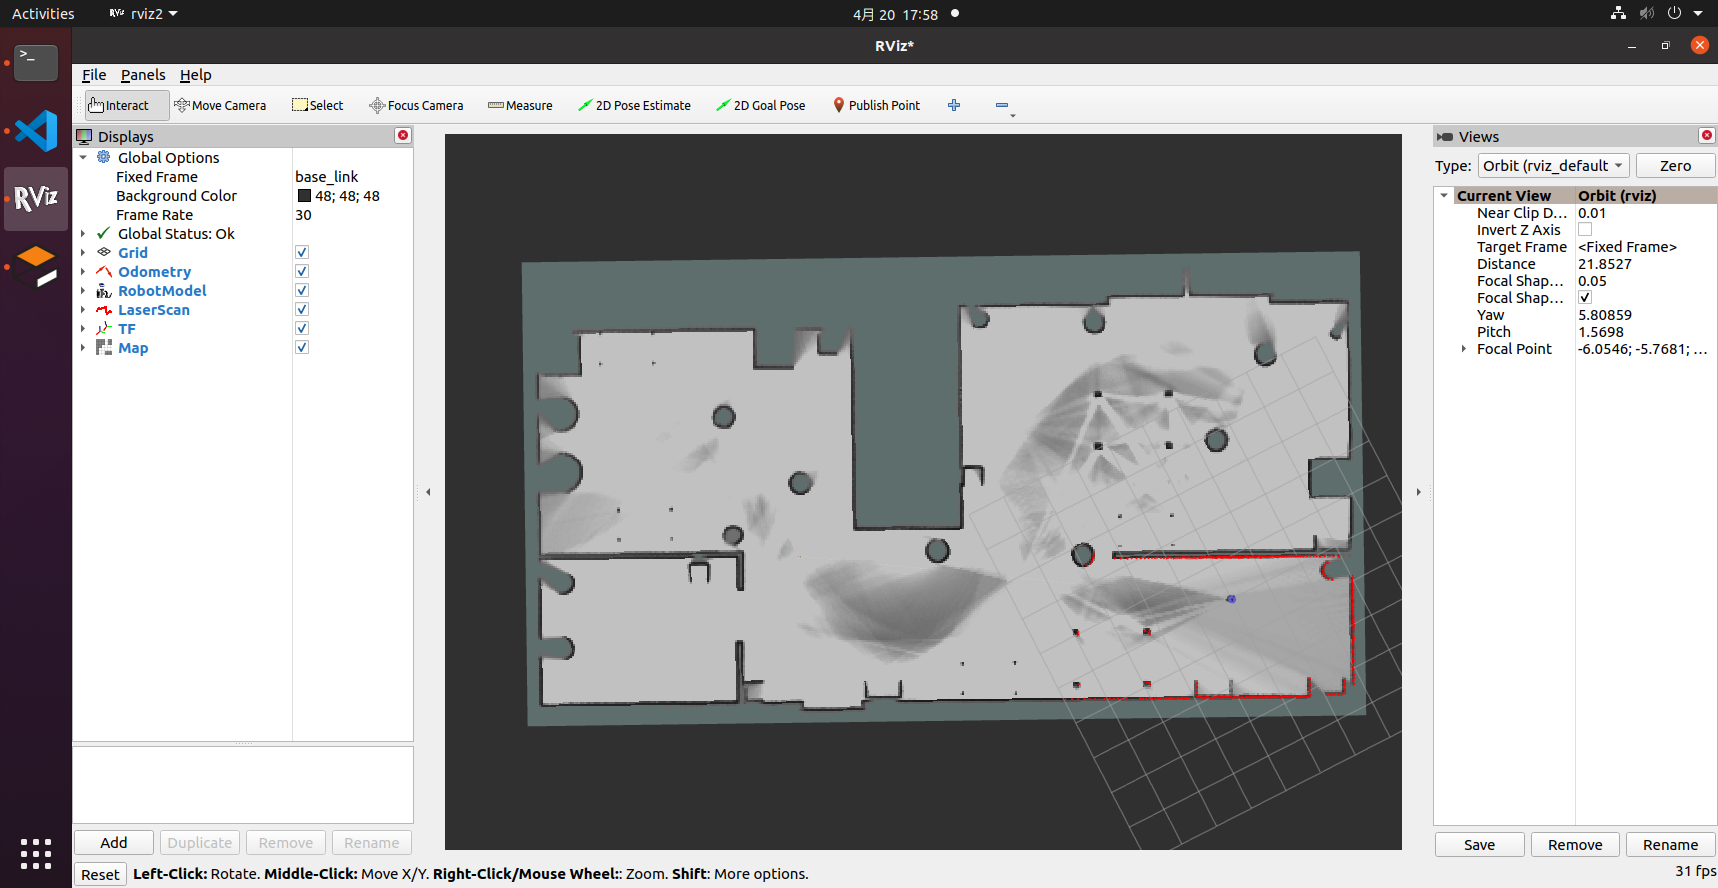 Activities
RViz rviz2
4月 20 17:58
RViz*
File Panels Help
Interact Move Camera Select Focus Camera Measure 2D Pose Estimate 2D Goal Pose Publish Point
Displays
Global Options
Fixed Frame base_link
Background Color 48; 48; 48
Frame Rate 30
Global Status: Ok
Grid
Odometry
RobotModel
LaserScan
TF
Map
Add Duplicate Remove Rename
Reset Left-Click: Rotate. Middle-Click: Move X/Y. Right-Click/Mouse Wheel:: Zoom. Shift: More options.
Views
Type: Orbit (rviz_default Zero
Current View Orbit (rviz)
Near Clip D... 0.01
Invert Z Axis
Target Frame <Fixed Frame>
Distance 21.8527
Focal Shap... 0.05
Focal Shap...
Yaw 5.80859
Pitch 1.5698
Focal Point -6.0546; -5.7681; ...
Save Remove Rename
31 fps
>_
RViz